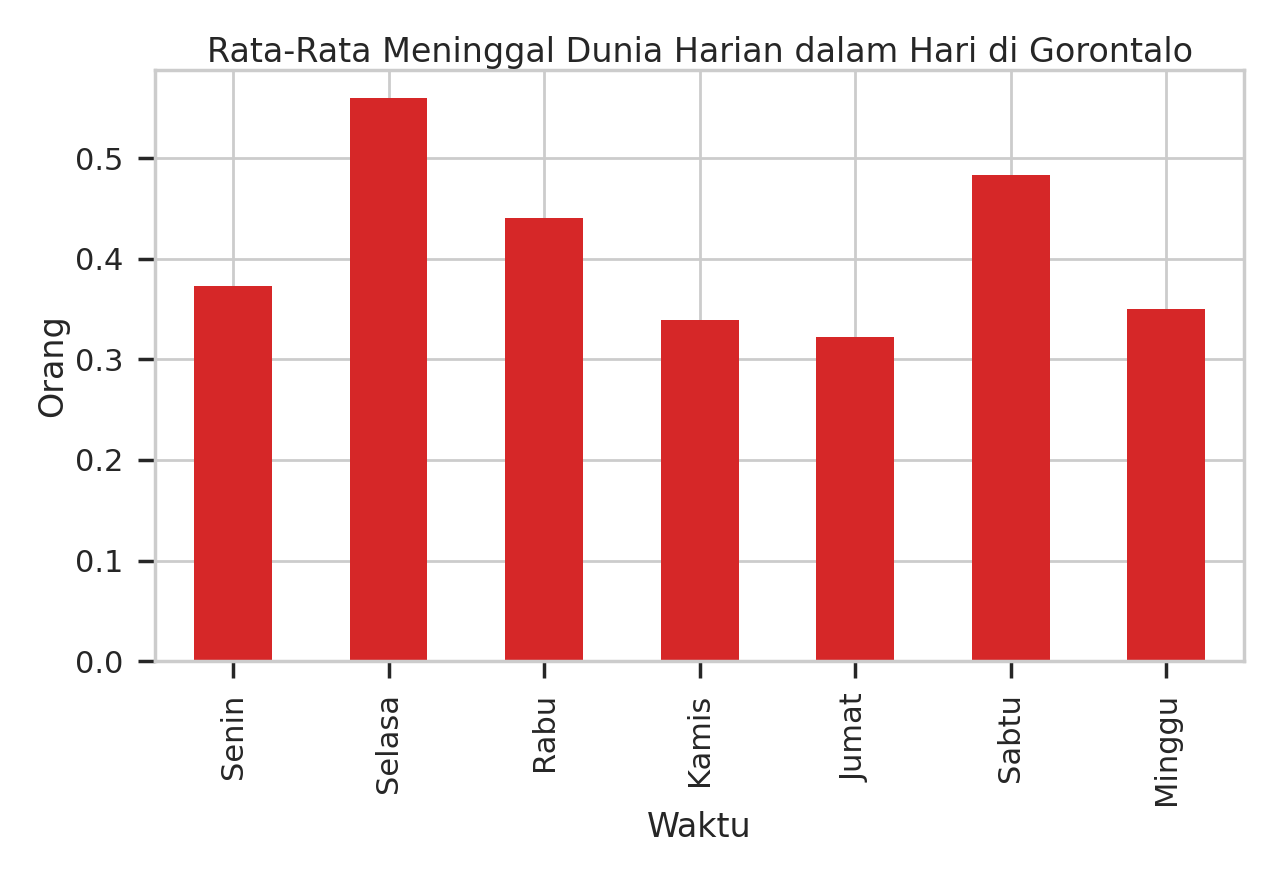 Rata-Rata Meninggal Dunia Harian dalam Hari di Gorontalo
0.5
0.4
0.3
0.2
0.1
0.0
Orang
Senin
Selasa
Rabu
Kamis
Jumat
Sabtu
Minggu
Waktu